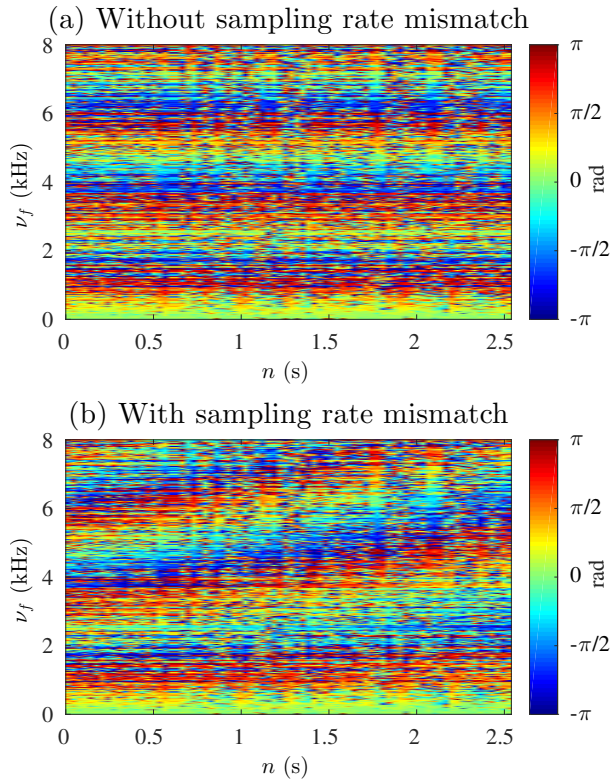 (a) Without sampling rate mismatch
8
6
4
2
0
ν_f (kHz)
0 0.5 1 1.5 2 2.5
n (s)
π
π/2
0
-π/2
-π
rad
(b) With sampling rate mismatch
8
6
4
2
0
ν_f (kHz)
0 0.5 1 1.5 2 2.5
n (s)
π
π/2
0
-π/2
-π
rad